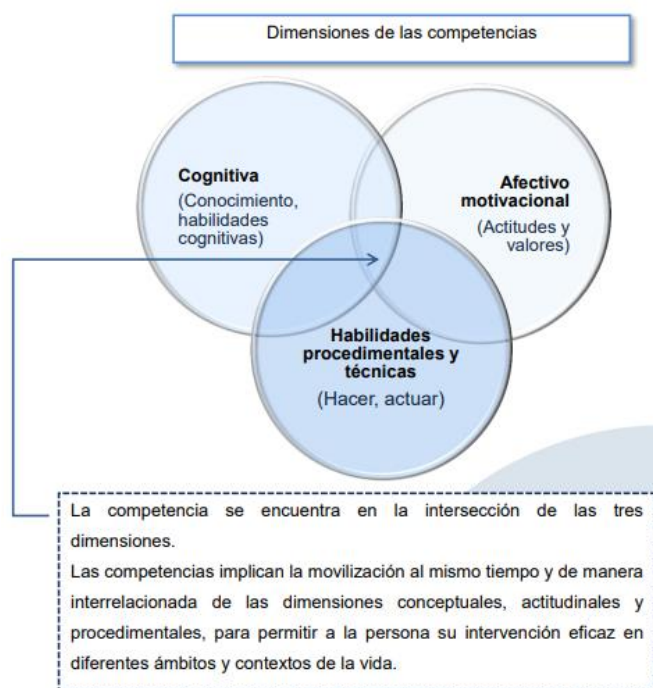 Dimensiones de las competencias
Cognitiva
(Conocimiento,
habilidades
cognitivas)
Afectivo
motivacional
(Actitudes y
valores)
Habilidades
procedimentales y
técnicas
(Hacer, actuar)
La competencia se encuentra en la intersección de las tres
dimensiones.
Las competencias implican la movilización al mismo tiempo y de manera
interrelacionada de las dimensiones conceptuales, actitudinales y
procedimentales, para permitir a la persona su intervención eficaz en
diferentes ámbitos y contextos de la vida.